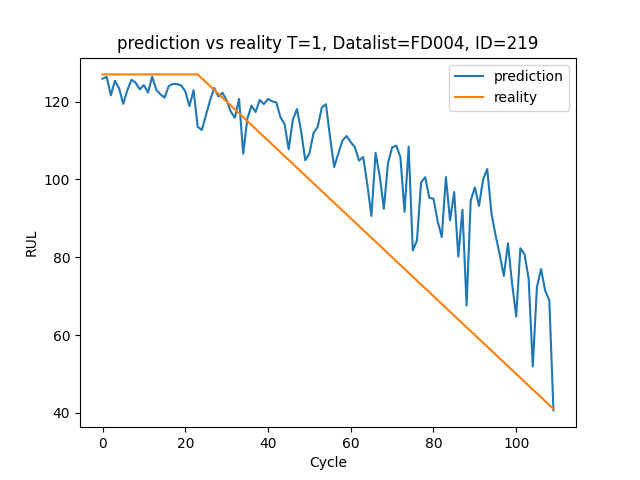 prediction vs reality T=1, Datalist=FD004, ID=219
prediction
reality
RUL
120
100
80
60
40
0 20 40 60 80 100
Cycle